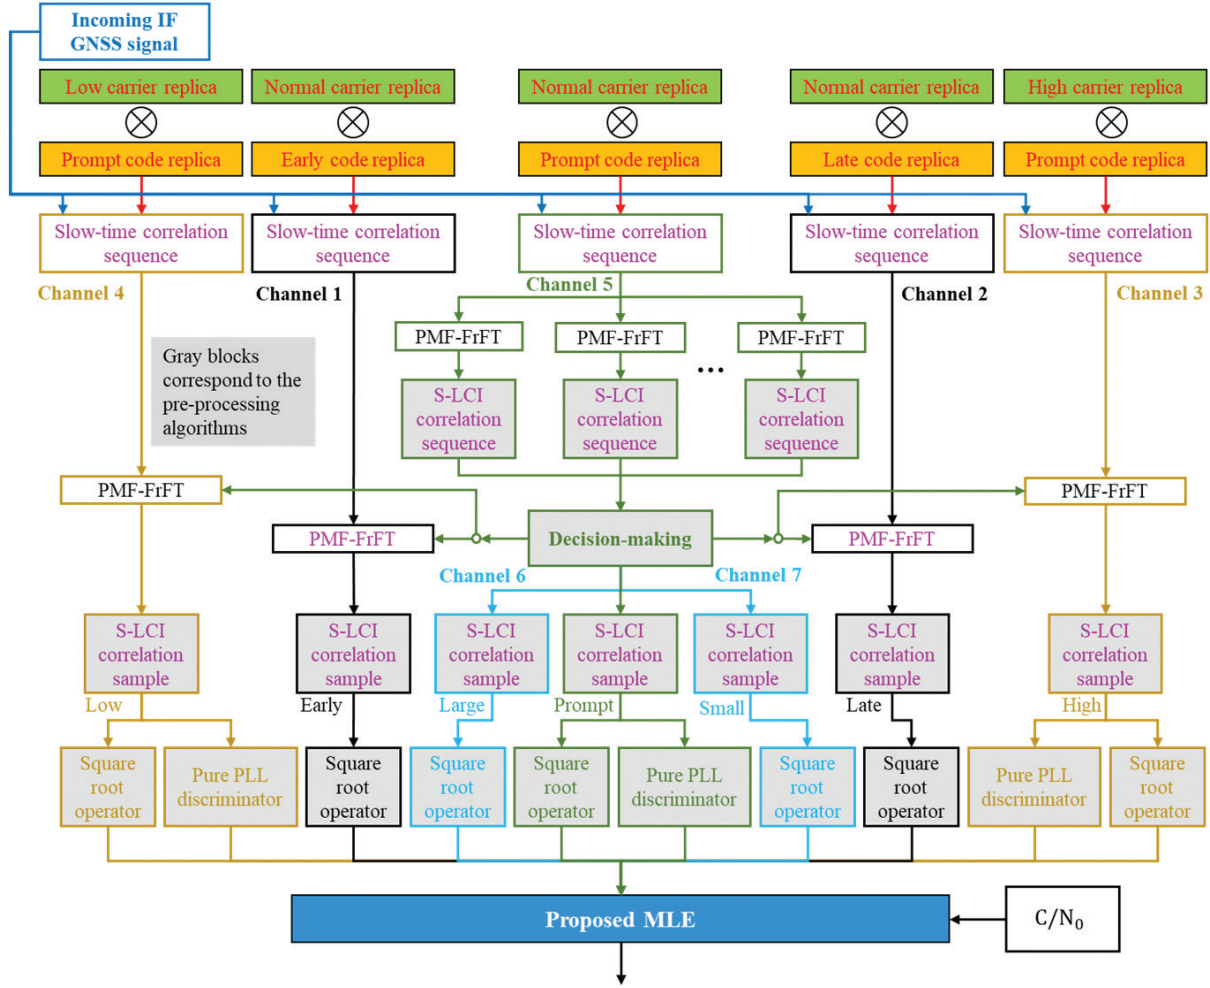 Incoming IF
GNSS signal
Low carrier replica
Normal carrier replica
Normal carrier replica
Normal carrier replica
High carrier replica
Prompt code replica
Early code replica
Prompt code replica
Late code replica
Prompt code replica
Slow-time correlation
sequence
Slow-time correlation
sequence
Slow-time correlation
sequence
Slow-time correlation
sequence
Slow-time correlation
sequence
Channel 4
Channel 1
Channel 5
Channel 2
Channel 3
Gray blocks
correspond to the
pre-processing
algorithms
PMF-FrFT
PMF-FrFT
PMF-FrFT
...
S-LCI
correlation
sequence
S-LCI
correlation
sequence
S-LCI
correlation
sequence
PMF-FrFT
PMF-FrFT
PMF-FrFT
Decision-making
PMF-FrFT
Channel 6
Channel 7
S-LCI
correlation
sample
S-LCI
correlation
sample
S-LCI
correlation
sample
S-LCI
correlation
sample
S-LCI
correlation
sample
S-LCI
correlation
sample
S-LCI
correlation
sample
Low
Early
Large
Prompt
Small
Late
High
Square
root
operator
Pure PLL
discriminator
Square
root
operator
Square
root
operator
Square
root
operator
Pure PLL
discriminator
Square
root
operator
Square
root
operator
Pure PLL
discriminator
Square
root
operator
Proposed MLE
C/N₀